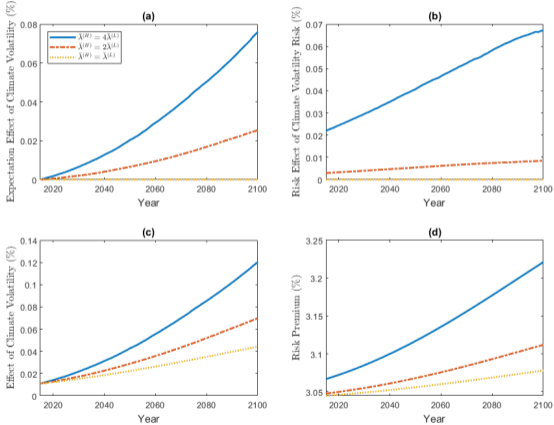 (a)
Expectation Effect of Climate Volatility (%)
0.08
0.06
0.04
0.02
0
λ̄^(H) = 4λ̄^(L)
λ̄^(H) = 2λ̄^(L)
λ̄^(H) = λ̄^(L)
2020 2040 2060 2080 2100
Year
(b)
Risk Effect of Climate Volatility Risk (%)
0.07
0.06
0.05
0.04
0.03
0.02
0.01
0
2020 2040 2060 2080 2100
Year
(c)
Effect of Climate Volatility (%)
0.14
0.12
0.1
0.08
0.06
0.04
0.02
0
2020 2040 2060 2080 2100
Year
(d)
Risk Premium (%)
3.25
3.2
3.15
3.1
3.05
2020 2040 2060 2080 2100
Year